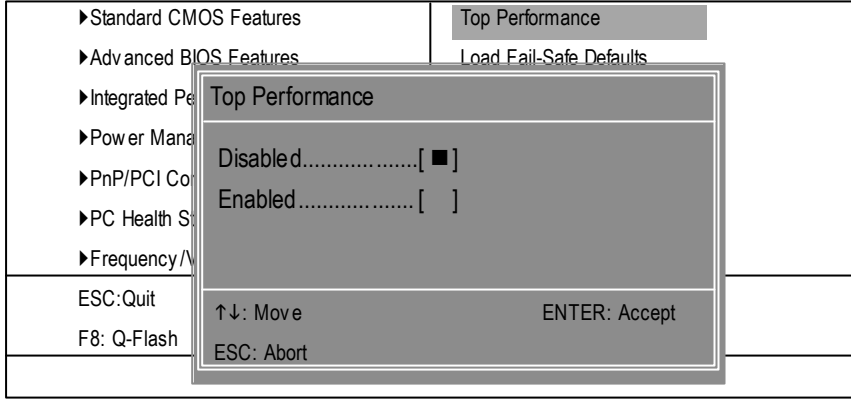 ▸Standard CMOS Features
▸Advanced BIOS Features
▸Integrated Pe
▸Power Mana
▸PnP/PCI Co
▸PC Health S
▸Frequency/V
Top Performance
Load Fail-Safe Defaults
Top Performance
Disabled...................[ ■ ]
Enabled................... [   ]
↑↓: Move ENTER: Accept
ESC: Abort
ESC:Quit
F8: Q-Flash